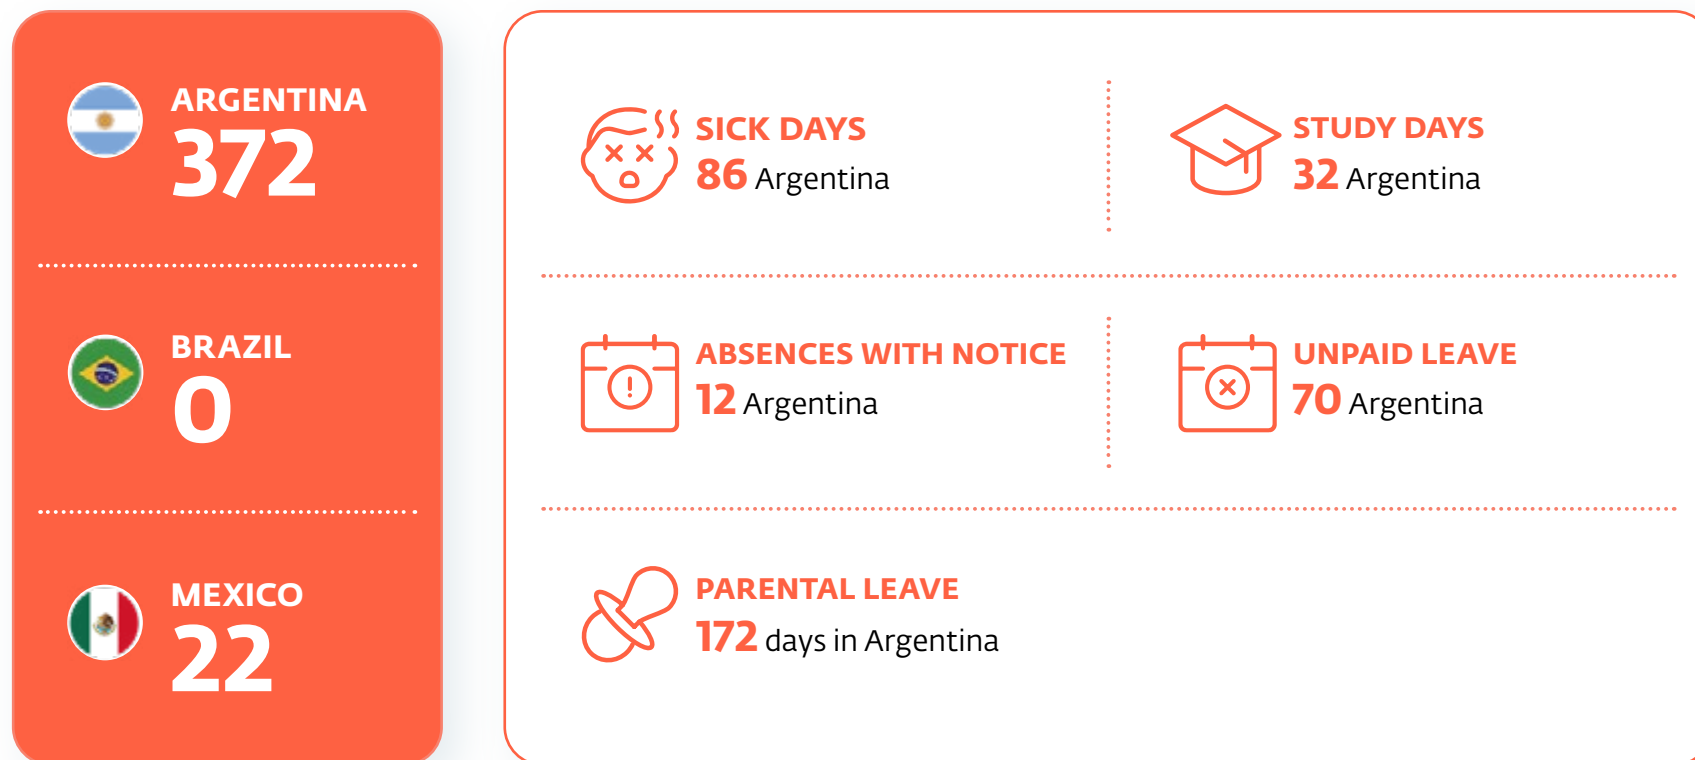 ARGENTINA
372
BRAZIL
0
MEXICO
22
SICK DAYS
86 Argentina
STUDY DAYS
32 Argentina
ABSENCES WITH NOTICE
12 Argentina
UNPAID LEAVE
70 Argentina
PARENTAL LEAVE
172 days in Argentina